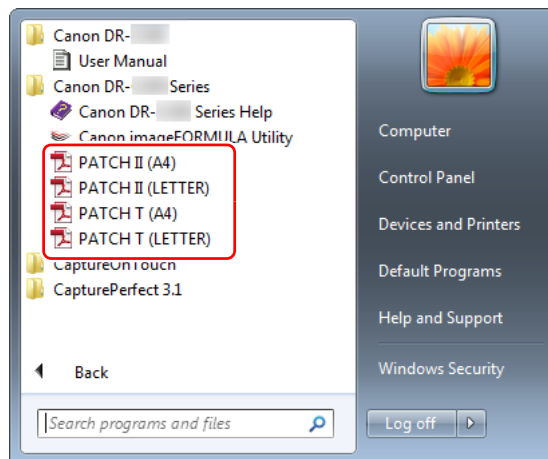 Canon DR-
User Manual
Canon DR- Series
Canon DR- Series Help
Canon imageFORMULA Utility
PATCH II (A4)
PATCH II (LETTER)
PATCH T (A4)
PATCH T (LETTER)
CaptureOnTouch
CapturePerfect 3.1
Back
Search programs and files
Computer
Control Panel
Devices and Printers
Default Programs
Help and Support
Windows Security
Log off